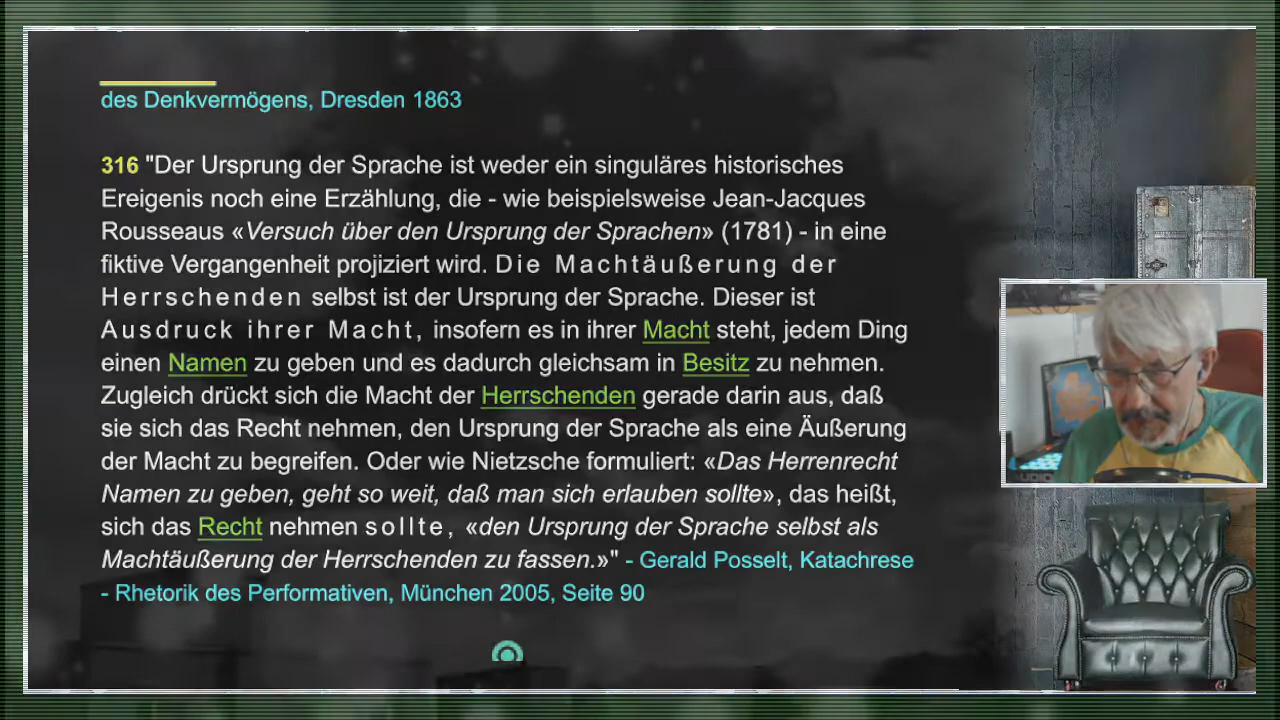 des Denkvermögens, Dresden 1863
316 "Der Ursprung der Sprache ist weder ein singuläres historisches
Ereigenis noch eine Erzählung, die - wie beispielsweise Jean-Jacques
Rousseaus «Versuch über den Ursprung der Sprachen» (1781) - in eine
fiktive Vergangenheit projiziert wird. Die Machtäußerung der
Herrschenden selbst ist der Ursprung der Sprache. Dieser ist
Ausdruck ihrer Macht, insofern es in ihrer Macht steht, jedem Ding
einen Namen zu geben und es dadurch gleichsam in Besitz zu nehmen.
Zugleich drückt sich die Macht der Herrschenden gerade darin aus, daß
sie sich das Recht nehmen, den Ursprung der Sprache als eine Äußerung
der Macht zu begreifen. Oder wie Nietzsche formuliert: «Das Herrenrecht
Namen zu geben, geht so weit, daß man sich erlauben sollte», das heißt,
sich das Recht nehmen sollte, «den Ursprung der Sprache selbst als
Machtäußerung der Herrschenden zu fassen.»" - Gerald Posselt, Katachrese
- Rhetorik des Performativen, München 2005, Seite 90